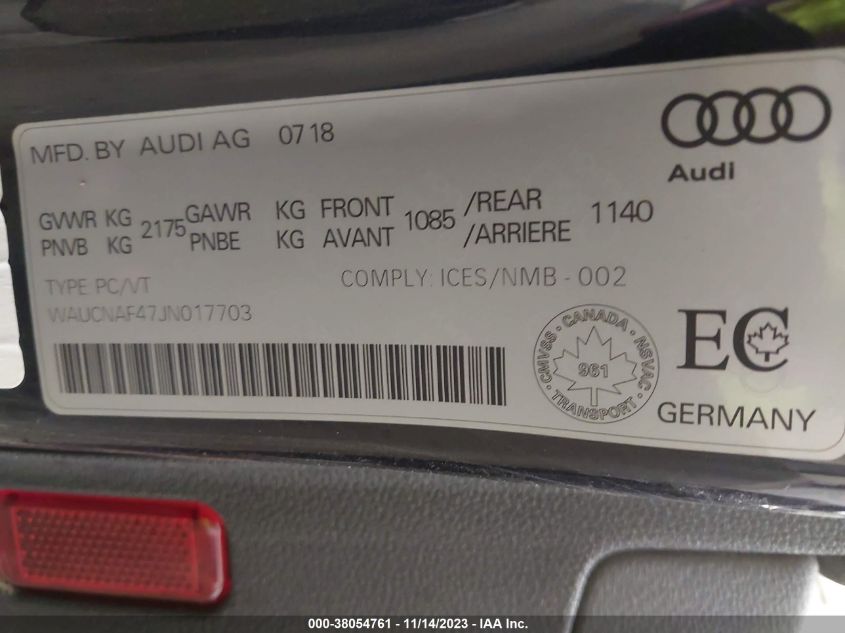 MFD. BY AUDI AG 0718
Audi
GVWR KG 2175 GAWR KG FRONT 1085 /REAR 1140
PNVB KG PNBE KG AVANT /ARRIERE
TYPE: PC/VT
COMPLY: ICES/NMB - 002
WAUCNAF47JN017703
CANADA
CMVSS
NSVAC
961
TRANSPORT
EC
GERMANY
000-38054761 - 11/14/2023 - IAA Inc.